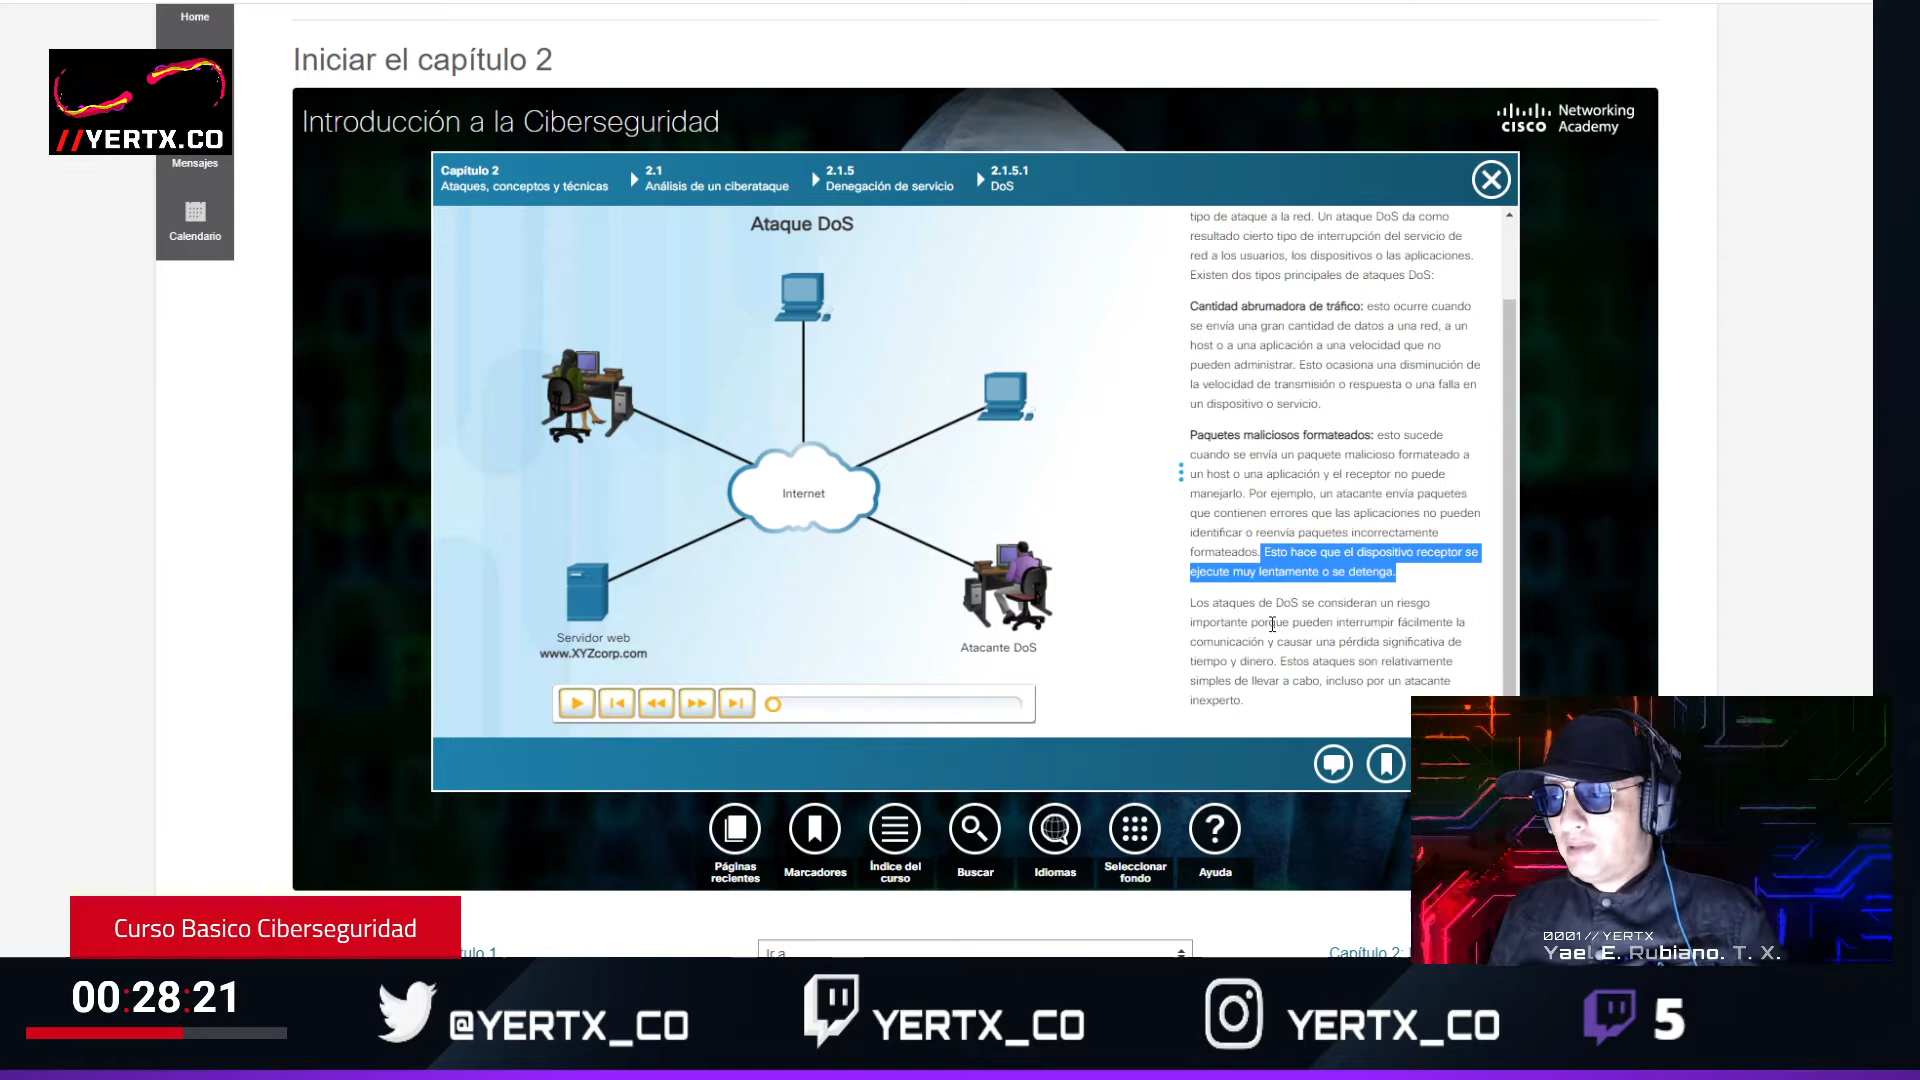 Home
//YERTX.CO
Mensajes
Calendario
Iniciar el capítulo 2
Introducción a la Ciberseguridad
CISCO
Networking
Academy
Capítulo 2
Ataques, conceptos y técnicas
2.1
Análisis de un ciberataque
2.1.5
Denegación de servicio
2.1.5.1
DoS
Ataque DoS
Internet
Servidor web
www.XYZcorp.com
Atacante DoS
tipo de ataque a la red. Un ataque DoS da como
resultado cierto tipo de interrupción del servicio de
red a los usuarios, los dispositivos o las aplicaciones.
Existen dos tipos principales de ataques DoS:
Cantidad abrumadora de tráfico: esto ocurre cuando
se envía una gran cantidad de datos a una red, a un
host o a una aplicación a una velocidad que no
pueden administrar. Esto ocasiona una disminución de
la velocidad de transmisión o respuesta o una falla en
un dispositivo o servicio.
Paquetes maliciosos formateados: esto sucede
cuando se envía un paquete malicioso formateado a
un host o una aplicación y el receptor no puede
manejarlo. Por ejemplo, un atacante envía paquetes
que contienen errores que las aplicaciones no pueden
identificar o reenvía paquetes incorrectamente
formateados. Esto hace que el dispositivo receptor se
ejecute muy lentamente o se detenga.
Los ataques de DoS se consideran un riesgo
importante porque pueden interrumpir fácilmente la
comunicación y causar una pérdida significativa de
tiempo y dinero. Estos ataques son relativamente
simples de llevar a cabo, incluso por un atacante
inexperto.
Páginas
recientes
Marcadores
Índice del
curso
Buscar
Idiomas
Seleccionar
fondo
?
Ayuda
Curso Basico Ciberseguridad
tulo 1
Ir a
Capítulo 2:
0001 // YERTX
Yael E. Rubiano. T. X.
00:28:21
@YERTX_CO
YERTX_CO
YERTX_CO
5